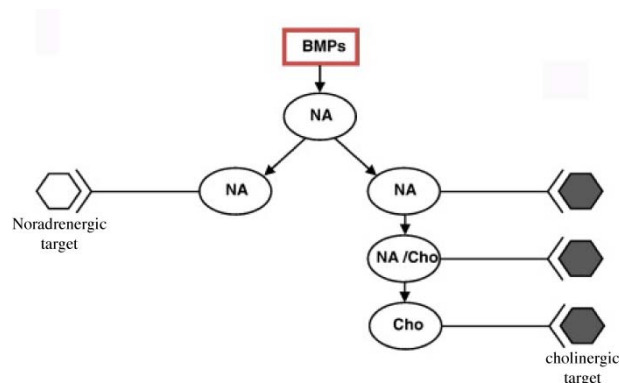 BMPs
NA
NA
NA
Noradrenergic
target
NA /Cho
Cho
cholinergic
target